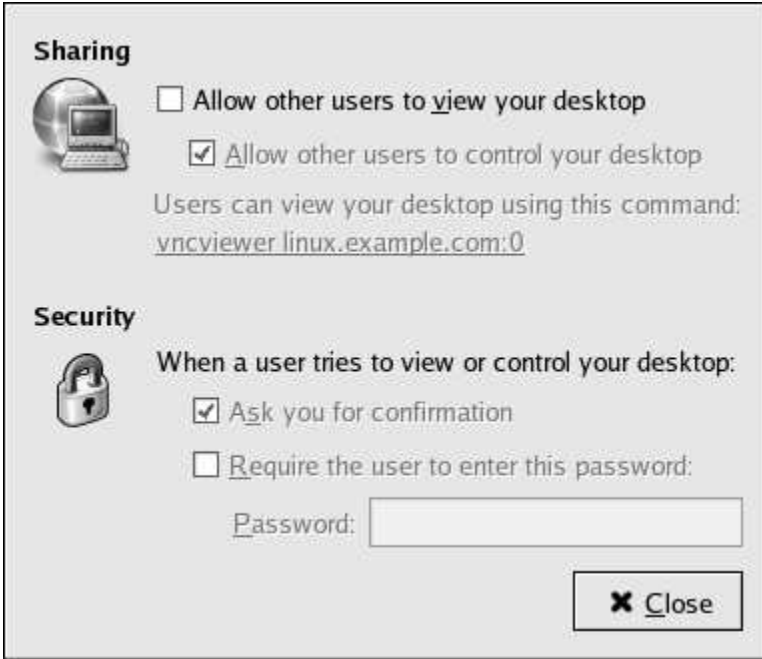 Sharing
Allow other users to view your desktop
Allow other users to control your desktop
Users can view your desktop using this command:
vncviewer linux.example.com:0
Security
When a user tries to view or control your desktop:
Ask you for confirmation
Require the user to enter this password:
Password:
Close